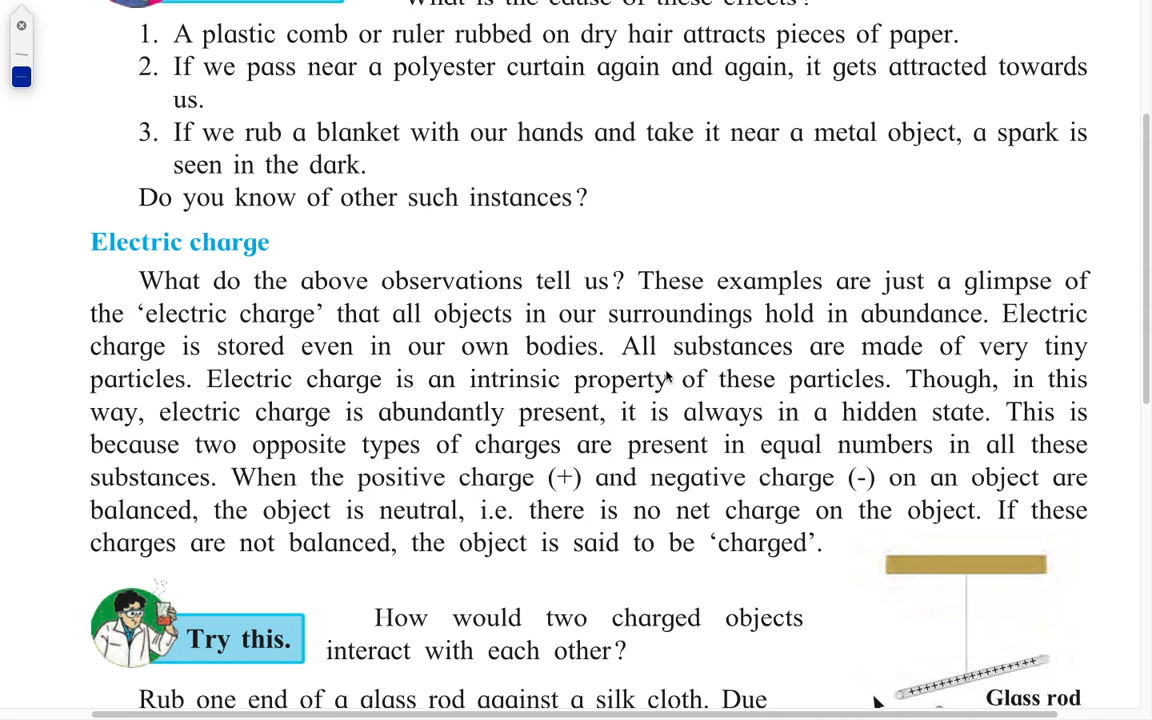 What is the cause of these effects?
1. A plastic comb or ruler rubbed on dry hair attracts pieces of paper.
2. If we pass near a polyester curtain again and again, it gets attracted towards
us.
3. If we rub a blanket with our hands and take it near a metal object, a spark is
seen in the dark.
Do you know of other such instances?
Electric charge
What do the above observations tell us? These examples are just a glimpse of
the ‘electric charge’ that all objects in our surroundings hold in abundance. Electric
charge is stored even in our own bodies. All substances are made of very tiny
particles. Electric charge is an intrinsic property of these particles. Though, in this
way, electric charge is abundantly present, it is always in a hidden state. This is
because two opposite types of charges are present in equal numbers in all these
substances. When the positive charge (+) and negative charge (-) on an object are
balanced, the object is neutral, i.e. there is no net charge on the object. If these
charges are not balanced, the object is said to be ‘charged’.
Try this.
How would two charged objects
interact with each other?
Rub one end of a glass rod against a silk cloth. Due
Glass rod